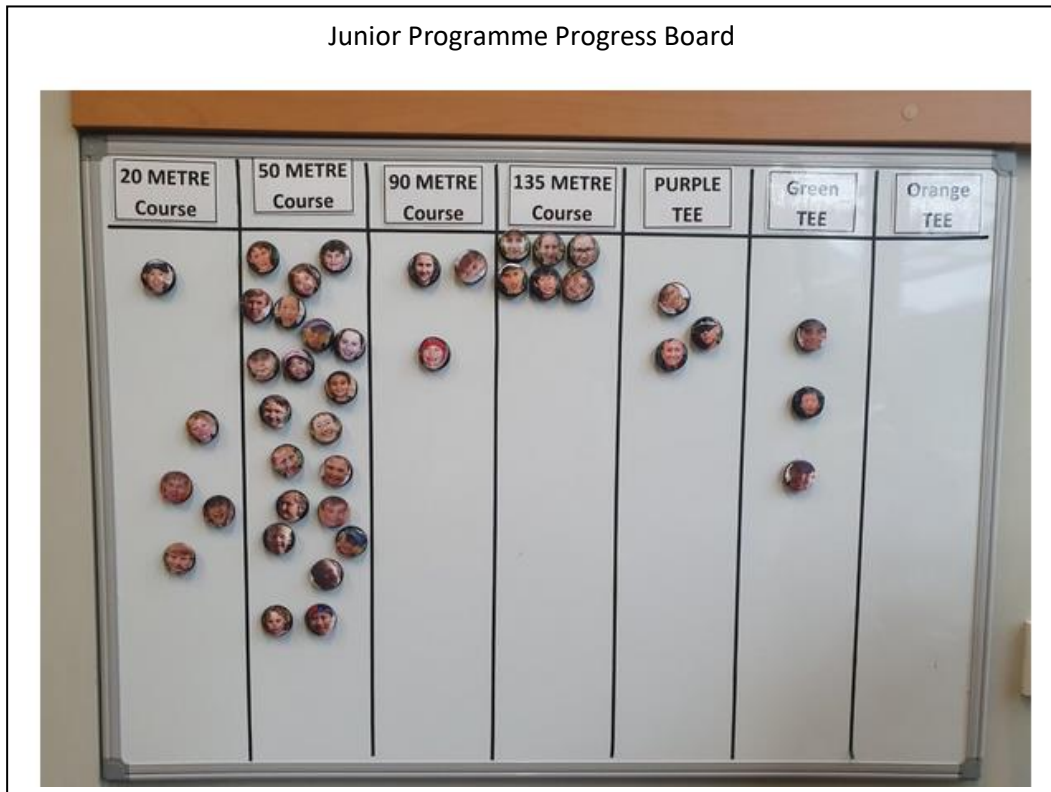 Junior Programme Progress Board
20 METRE
Course
50 METRE
Course
90 METRE
Course
135 METRE
Course
PURPLE
TEE
Green
TEE
Orange
TEE